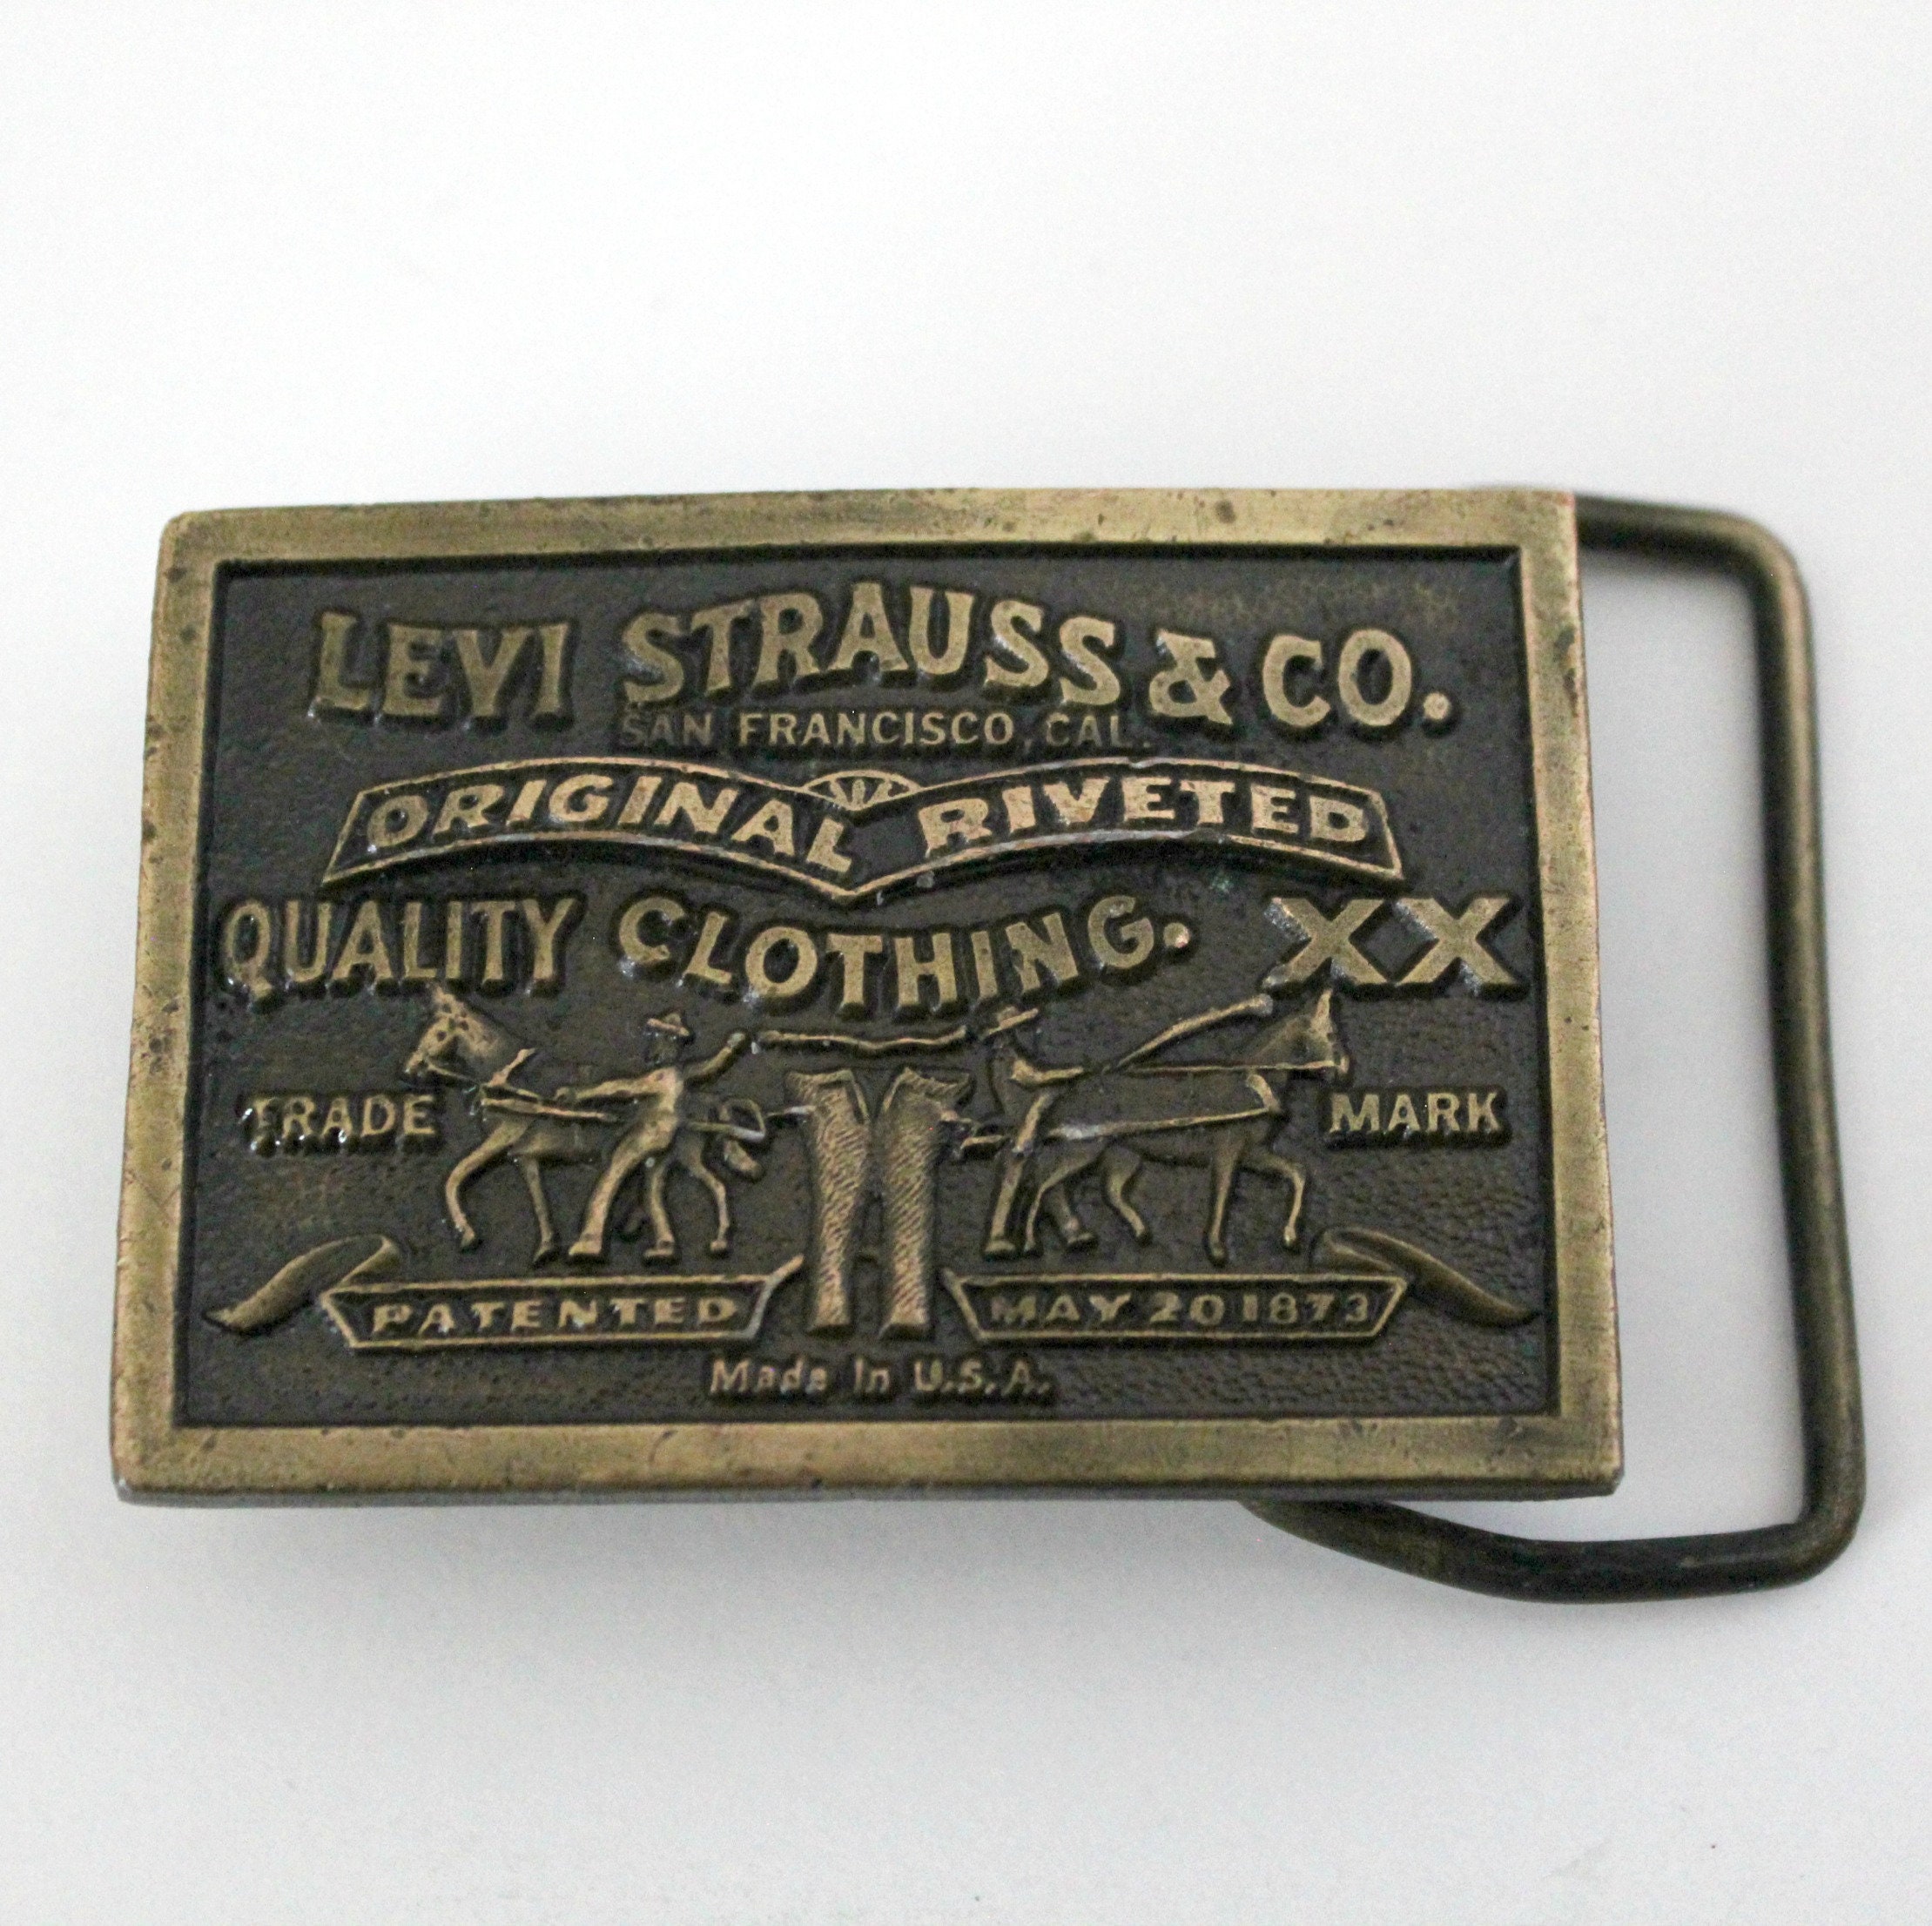 LEVI STRAUSS & CO.
SAN FRANCISCO, CAL.
ORIGINAL RIVETED
QUALITY CLOTHING. XX
TRADE MARK
PATENTED MAY 20 1873
Made In U.S.A.